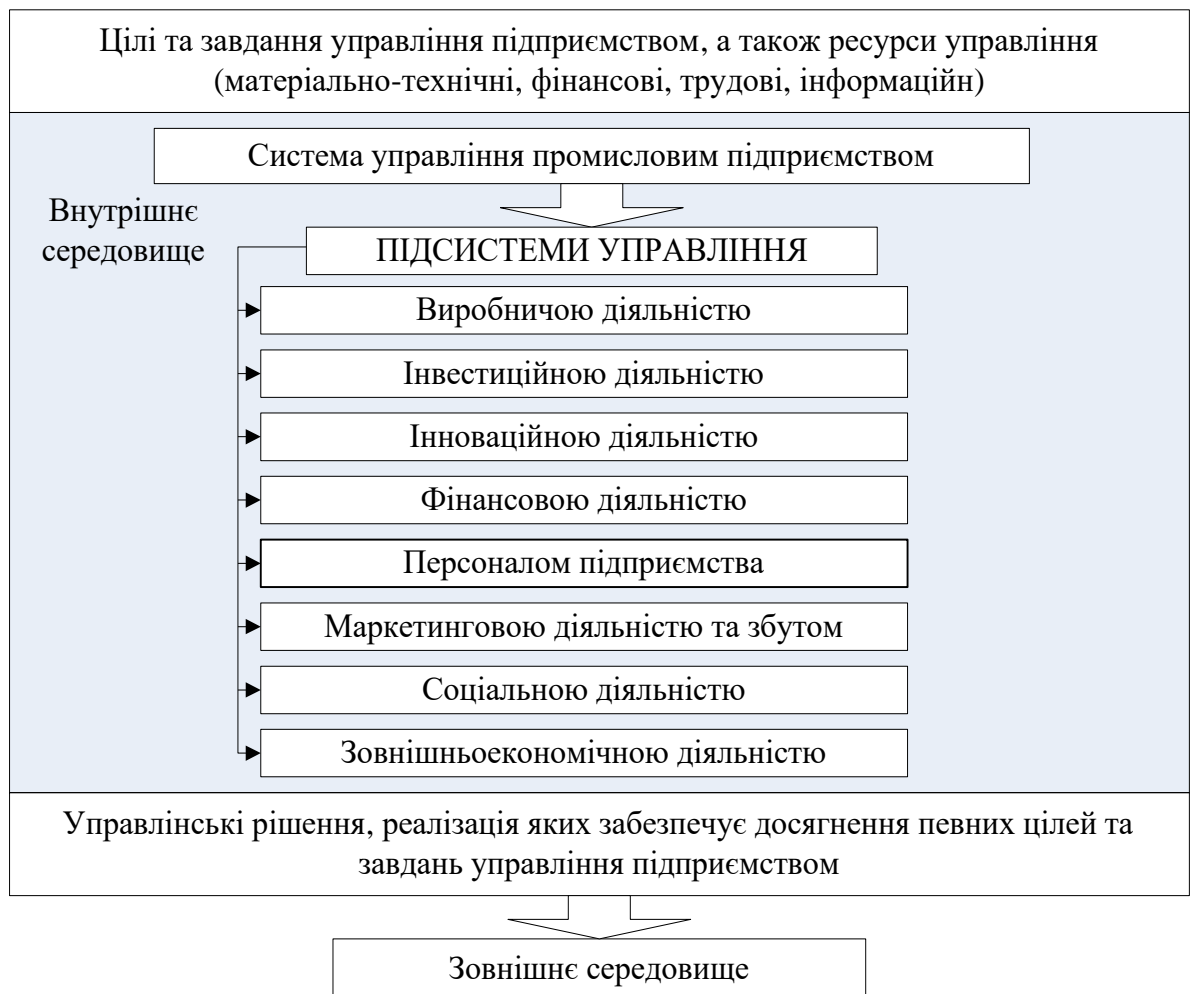 Цілі та завдання управління підприємством, а також ресурси управління
(матеріально-технічні, фінансові, трудові, інформаційн)
Система управління промисловим підприємством
Внутрішнє
середовище
ПІДСИСТЕМИ УПРАВЛІННЯ
Виробничою діяльністю
Інвестиційною діяльністю
Інноваційною діяльністю
Фінансовою діяльністю
Персоналом підприємства
Маркетинговою діяльністю та збутом
Соціальною діяльністю
Зовнішньоекономічною діяльністю
Управлінські рішення, реалізація яких забезпечує досягнення певних цілей та
завдань управління підприємством
Зовнішнє середовище